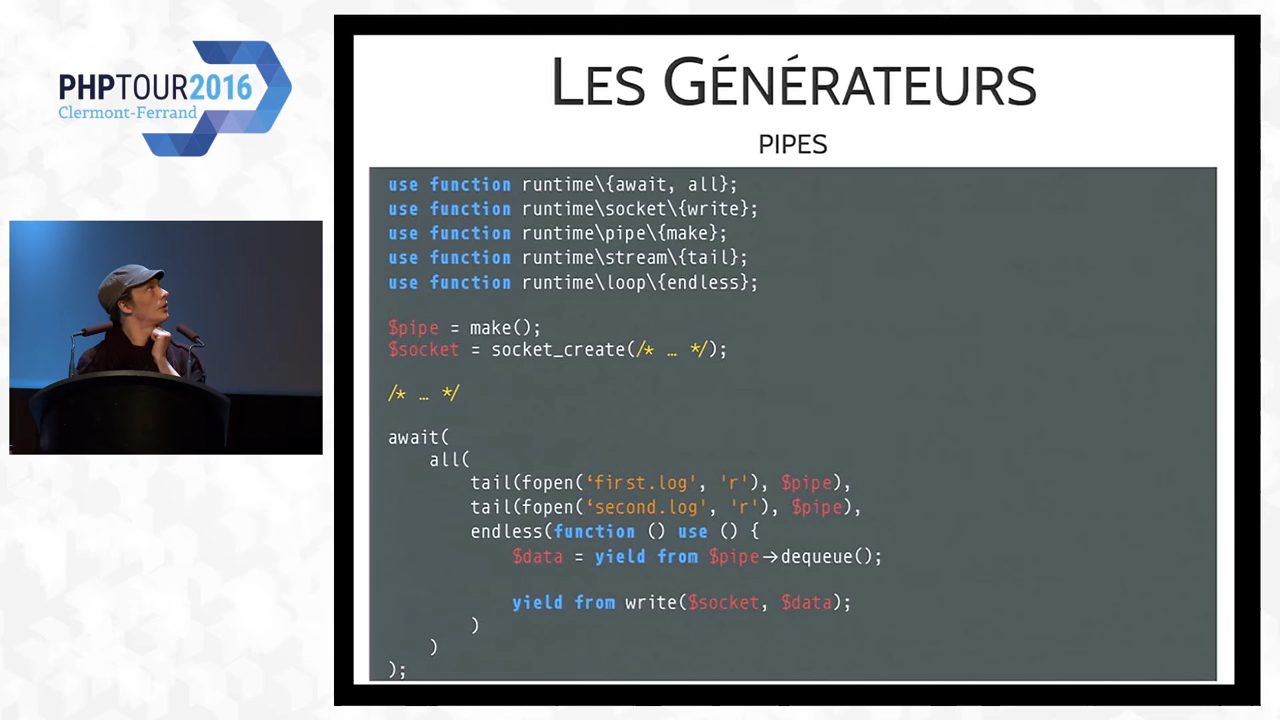 PHPTOUR2016
Clermont-Ferrand
LES GÉNÉRATEURS
PIPES
use function runtime\{await, all};
use function runtime\socket\{write};
use function runtime\pipe\{make};
use function runtime\stream\{tail};
use function runtime\loop\{endless};
$pipe = make();
$socket = socket_create(/* … */);
/* … */
await(
all(
tail(fopen(‘first.log', 'r'), $pipe),
tail(fopen(‘second.log', 'r'), $pipe),
endless(function () use () {
$data = yield from $pipe→dequeue();
yield from write($socket, $data);
)
)
);